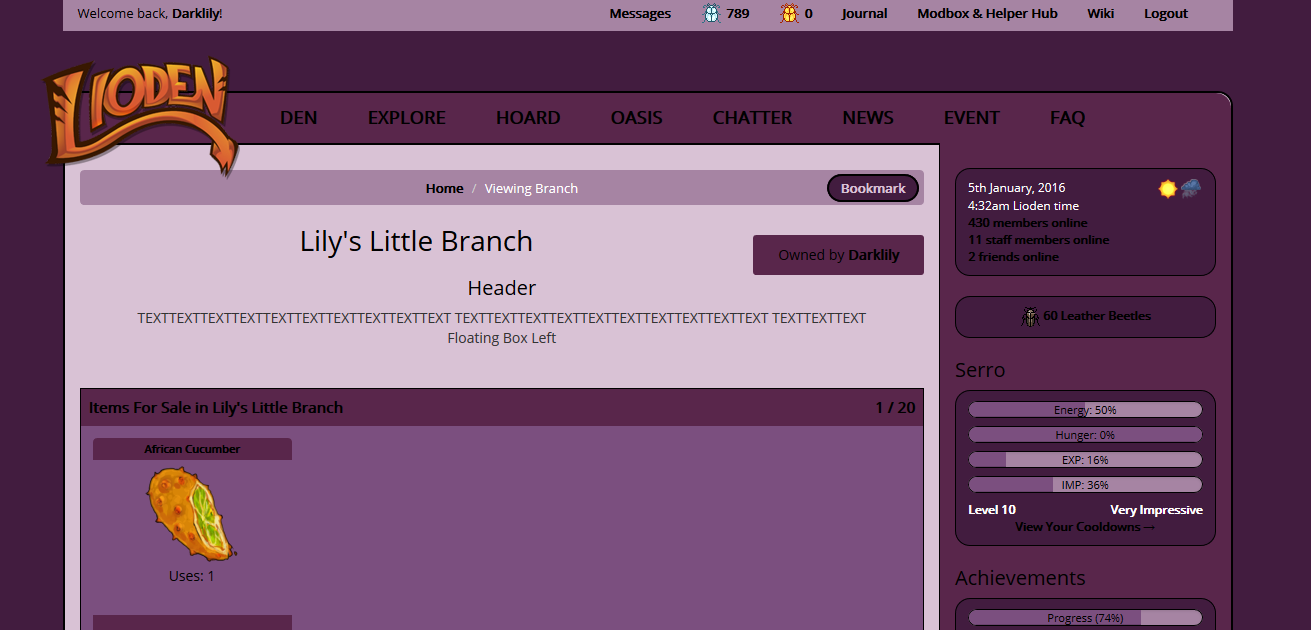 Welcome back, Darklily!
Messages 789 0 Journal Modbox & Helper Hub Wiki Logout
LIODEN
DEN EXPLORE HOARD OASIS CHATTER NEWS EVENT FAQ
Home / Viewing Branch
Bookmark
Lily's Little Branch
Owned by Darklily
Header
TEXTTEXTTEXTTEXTTEXTTEXTTEXTTEXTTEXTTEXT TEXTTEXTTEXTTEXTTEXTTEXTTEXTTEXTTEXTTEXT TEXTTEXTTEXT
Floating Box Left
Items For Sale in Lily's Little Branch 1 / 20
African Cucumber
Uses: 1
5th January, 2016
4:32am Lioden time
430 members online
11 staff members online
2 friends online
60 Leather Beetles
Serro
Energy: 50%
Hunger: 0%
EXP: 16%
IMP: 36%
Level 10 Very Impressive
View Your Cooldowns →
Achievements
Progress (74%)